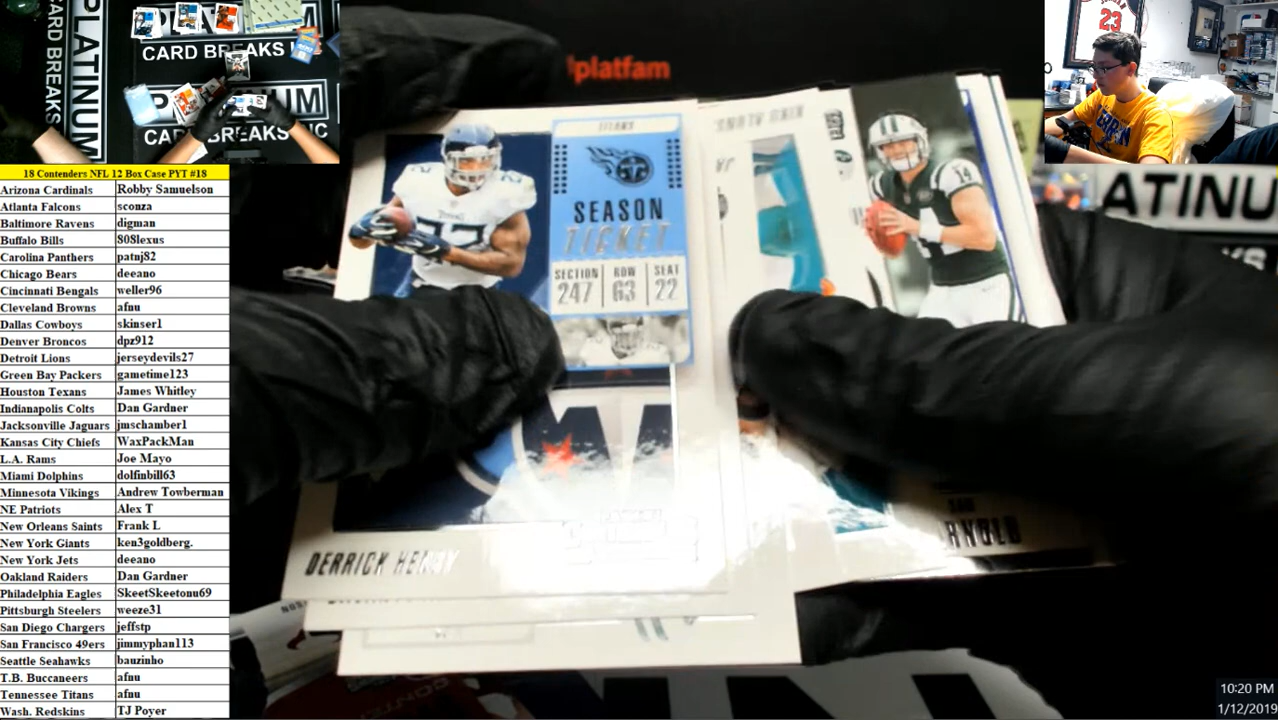 PLATINUM
CARD BREAKS
CARD BREAKS INC
CARD BREAKS INC
platfam
23
18 Contenders NFL 12 Box Case PYT #18
Arizona Cardinals Robby Samuelson
Atlanta Falcons sconza
Baltimore Ravens digman
Buffalo Bills 808lexus
Carolina Panthers patnj82
Chicago Bears deeano
Cincinnati Bengals weller96
Cleveland Browns afnu
Dallas Cowboys skinser1
Denver Broncos dpz912
Detroit Lions jerseydevils27
Green Bay Packers gametime123
Houston Texans James Whitley
Indianapolis Colts Dan Gardner
Jacksonville Jaguars jmschamber1
Kansas City Chiefs WaxPackMan
L.A. Rams Joe Mayo
Miami Dolphins dolfinbill63
Minnesota Vikings Andrew Towberman
NE Patriots Alex T
New Orleans Saints Frank L
New York Giants ken3goldberg.
New York Jets deeano
Oakland Raiders Dan Gardner
Philadelphia Eagles SkeetSkeetonu69
Pittsburgh Steelers weeze31
San Diego Chargers jeffstp
San Francisco 49ers jimmyphan113
Seattle Seahawks bauzinho
T.B. Buccaneers afnu
Tennessee Titans afnu
Wash. Redskins TJ Poyer
TITANS
SEASON
TICKET
SECTION ROW SEAT
247 63 22
DERRICK HENRY
14
ATINU
10:20 PM
1/12/2019